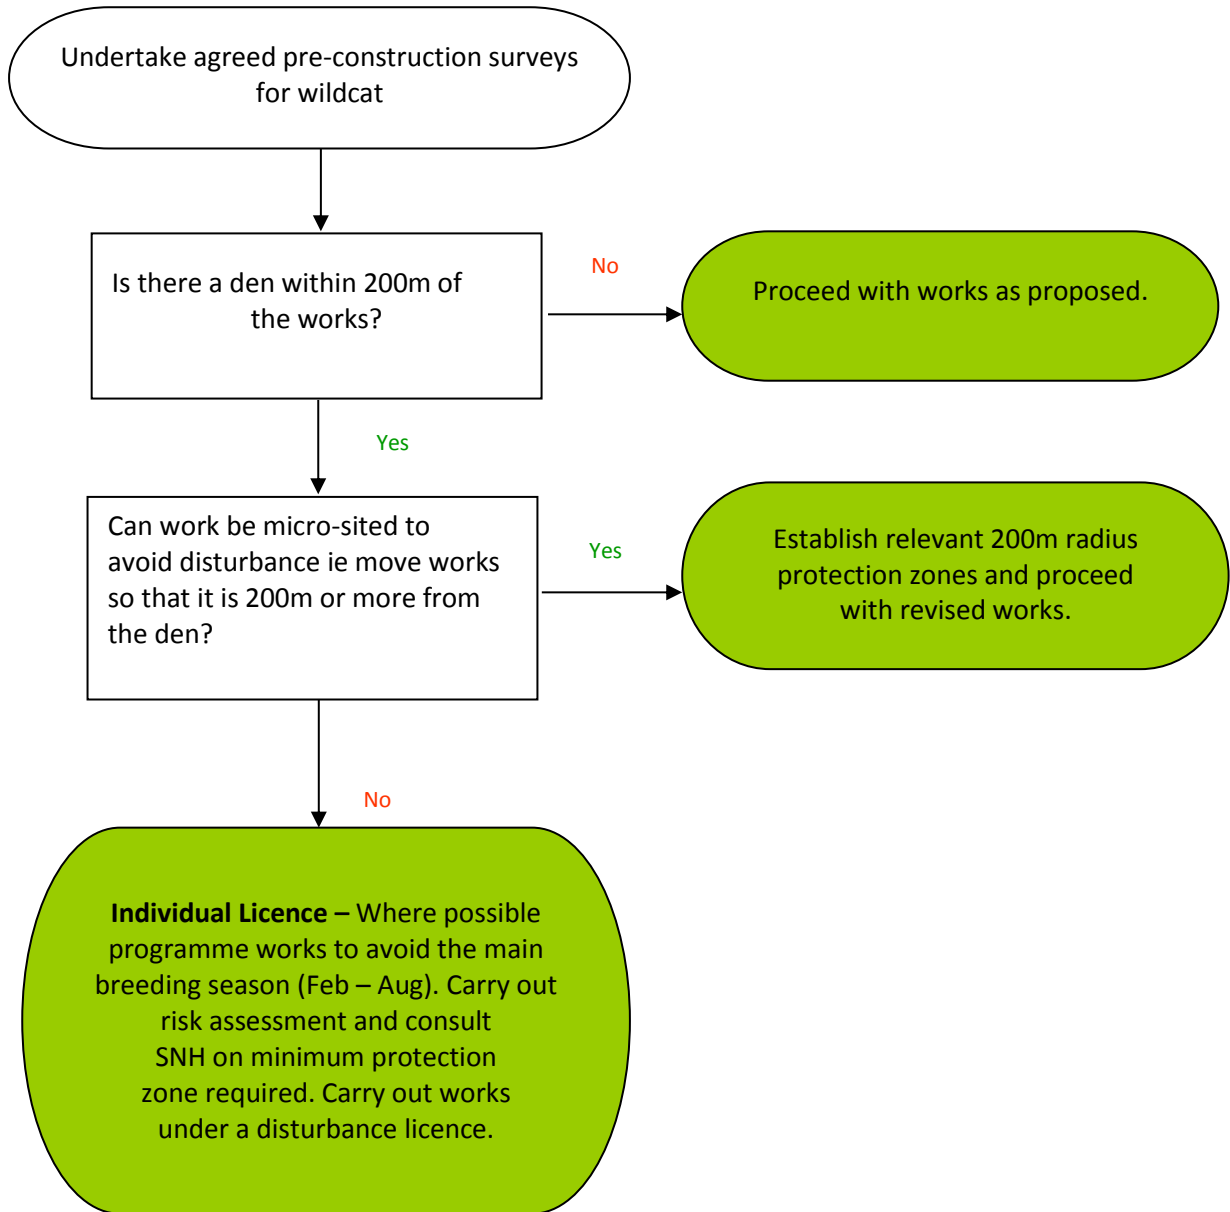 Undertake agreed pre-construction surveys
for wildcat
Is there a den within 200m of
the works?
No
Proceed with works as proposed.
Yes
Can work be micro-sited to
avoid disturbance ie move works
so that it is 200m or more from
the den?
Yes
Establish relevant 200m radius
protection zones and proceed
with revised works.
No
Individual Licence – Where possible
programme works to avoid the main
breeding season (Feb – Aug). Carry out
risk assessment and consult
SNH on minimum protection
zone required. Carry out works
under a disturbance licence.